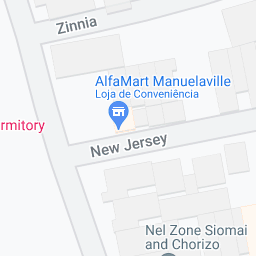 Zinnia
AlfaMart Manuelaville
Loja de Conveniência
rmitory
New Jersey
Nel Zone Siomai
and Chorizo